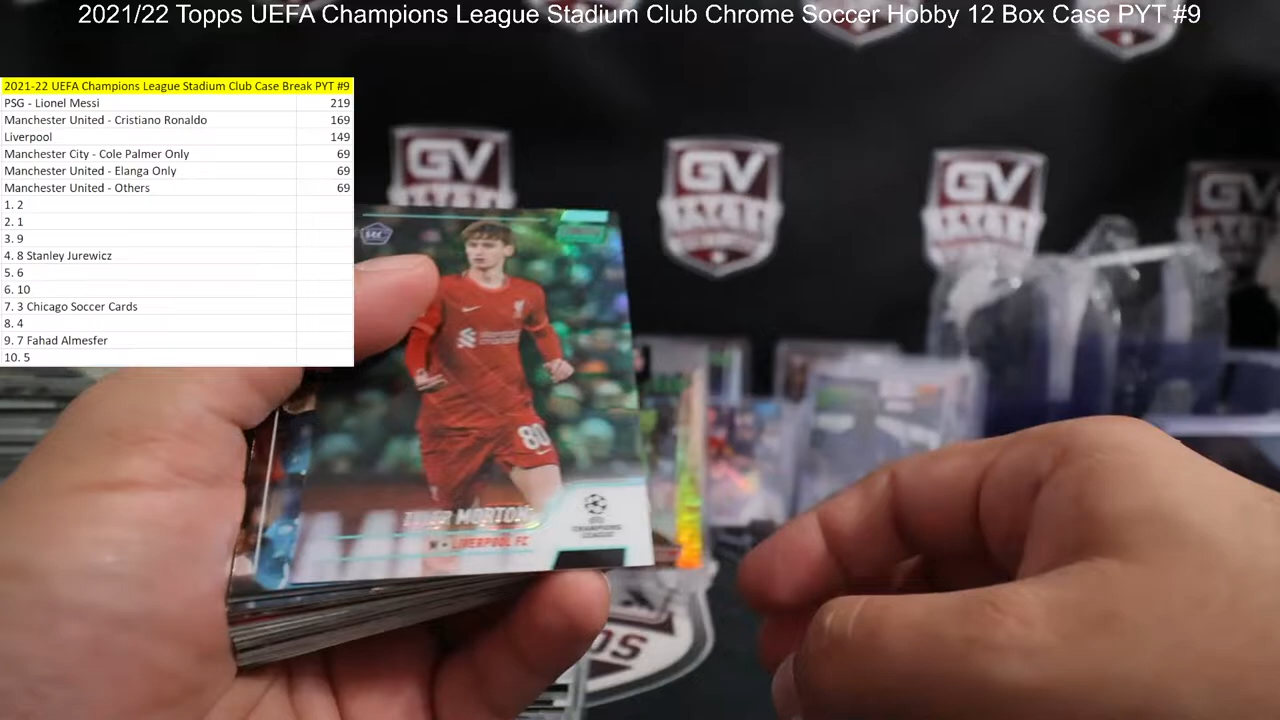 2021/22 Topps UEFA Champions League Stadium Club Chrome Soccer Hobby 12 Box Case PYT #9
2021-22 UEFA Champions League Stadium Club Case Break PYT #9
PSG - Lionel Messi 219
Manchester United - Cristiano Ronaldo 169
Liverpool 149
Manchester City - Cole Palmer Only 69
Manchester United - Elanga Only 69
Manchester United - Others 69
1. 2
2. 1
3. 9
4. 8 Stanley Jurewicz
5. 6
6. 10
7. 3 Chicago Soccer Cards
8. 4
9. 7 Fahad Almesfer
10. 5
GV
GV
GV
GV
80
TYLER MORTON
M • LIVERPOOL FC
CHAMPIONS
LEAGUE